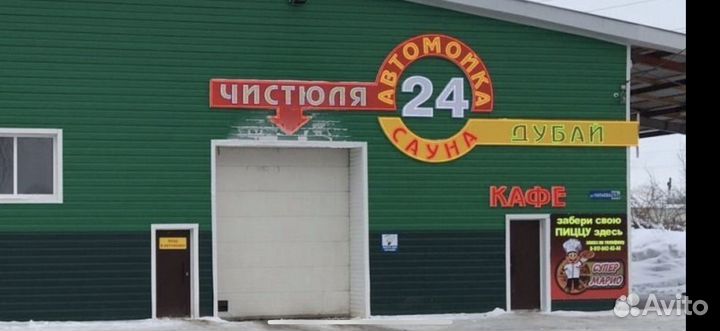 АВТОМОЙКА
24
ЧИСТЮЛЯ
САУНА
ДУБАЙ
КАФЕ
забери свою
ПИЦЦУ здесь
СУПЕР
МАРИО
Avito